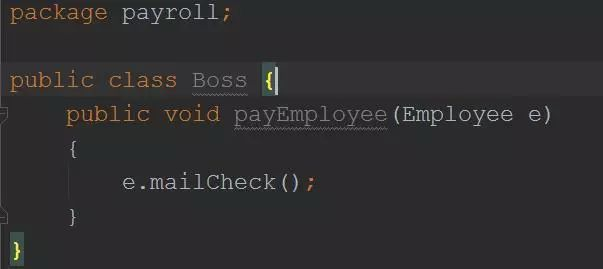 package payroll;
public class Boss {
public void payEmployee(Employee e)
{
e.mailCheck();
}
}